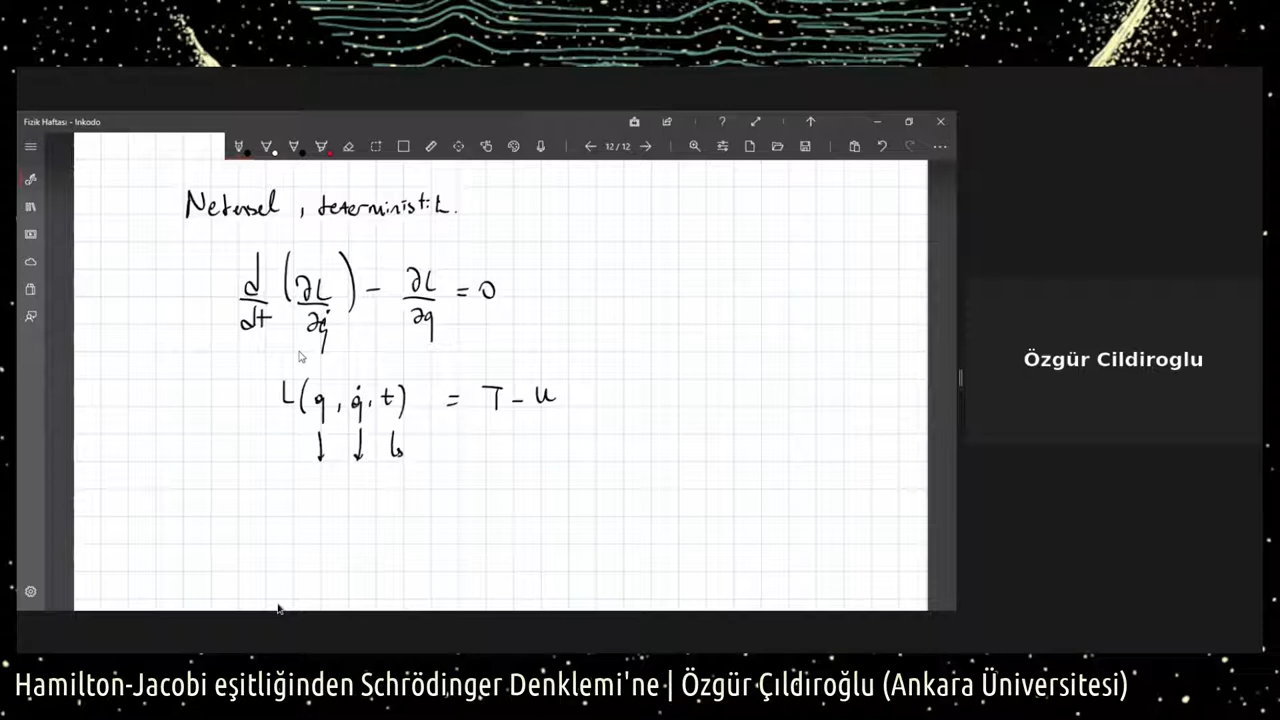 Fizik Haftası - Inkodo
12/12
Netensel , deterministik.
d/dt (∂L/∂q̇) - ∂L/∂q = 0
L(q, q̇, t) = T - U
Özgür Cildiroglu
Hamilton-Jacobi eşitliğinden Schrödinger Denklemi'ne | Özgür Çıldıroğlu (Ankara Üniversitesi)